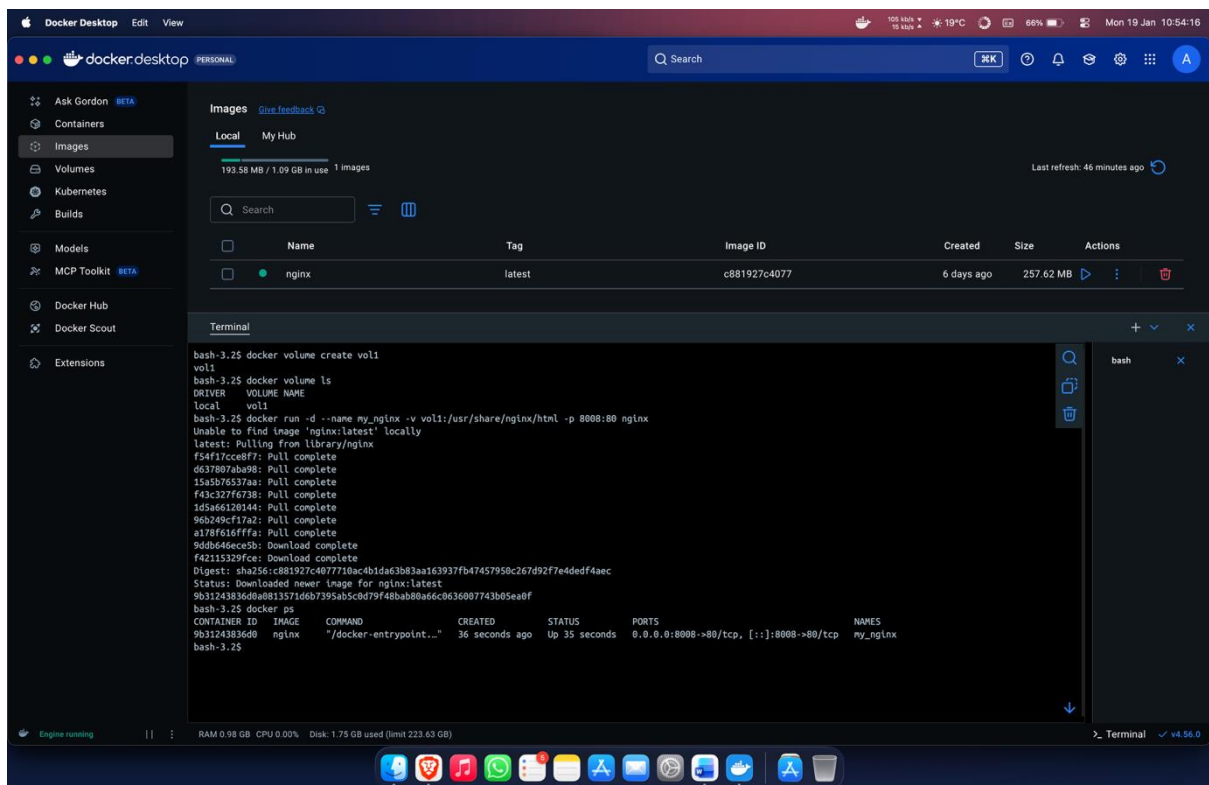 Docker Desktop Edit View 105 kb/s 15 kb/s 19°C 66% Mon 19 Jan 10:54:16
docker.desktop PERSONAL Search ⌘K A
Ask Gordon BETA
Containers
Images
Volumes
Kubernetes
Builds
Models
MCP Toolkit BETA
Docker Hub
Docker Scout
Extensions
Images Give feedback
Local My Hub
193.58 MB / 1.09 GB in use 1 images Last refresh: 46 minutes ago
Search
Name Tag Image ID Created Size Actions
nginx latest c881927c4077 6 days ago 257.62 MB
Terminal
bash
bash-3.2$ docker volume create vol1
vol1
bash-3.2$ docker volume ls
DRIVER VOLUME NAME
local vol1
bash-3.2$ docker run -d --name my_nginx -v vol1:/usr/share/nginx/html -p 8008:80 nginx
Unable to find image 'nginx:latest' locally
latest: Pulling from library/nginx
f54f17cce8f7: Pull complete
d637807aba98: Pull complete
15a5b76537aa: Pull complete
f43c327f6738: Pull complete
1d5a66120144: Pull complete
96b249cf17a2: Pull complete
a178f616fffa: Pull complete
9ddb646ece5b: Download complete
f42115329fce: Download complete
Digest: sha256:c881927c4077710ac4b1da63b83aa163937fb47457950c267d92f7e4dedf4aec
Status: Downloaded newer image for nginx:latest
9b31243836d0a0813571d6b7395ab5c0d79f48bab80a66c0636007743b05ea0f
bash-3.2$ docker ps
CONTAINER ID IMAGE COMMAND CREATED STATUS PORTS NAMES
9b31243836d0 nginx "/docker-entrypoint.…" 36 seconds ago Up 35 seconds 0.0.0.0:8008->80/tcp, [::]:8008->80/tcp my_nginx
bash-3.2$
Engine running RAM 0.98 GB CPU 0.00% Disk: 1.75 GB used (limit 223.63 GB) Terminal v4.56.0